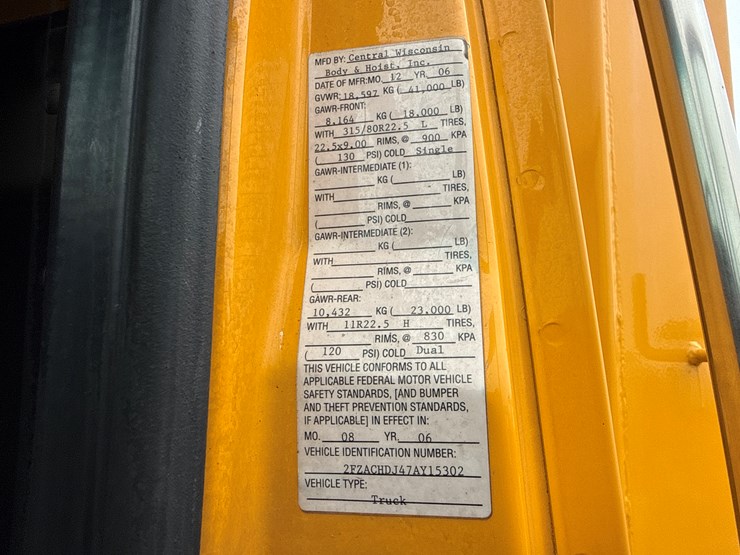 MFD BY: Central Wisconsin
Body & Hoist, Inc.
DATE OF MFR: MO. 12 YR. 06
GVWR: 18,597 KG ( 41,000 LB)
GAWR-FRONT:
8.164 KG ( 18.000 LB)
WITH 315/80R22.5 L TIRES,
22.5x9.00 RIMS, @ 900 KPA
( 130 PSI) COLD Single
GAWR-INTERMEDIATE (1):
KG ( LB)
WITH TIRES,
RIMS, @ KPA
( PSI) COLD
GAWR-INTERMEDIATE (2):
KG ( LB)
WITH TIRES,
RIMS, @ KPA
( PSI) COLD
GAWR-REAR:
10,432 KG ( 23.000 LB)
WITH 11R22.5 H TIRES,
RIMS, @ 830 KPA
( 120 PSI) COLD Dual
THIS VEHICLE CONFORMS TO ALL
APPLICABLE FEDERAL MOTOR VEHICLE
SAFETY STANDARDS, [AND BUMPER
AND THEFT PREVENTION STANDARDS,
IF APPLICABLE] IN EFFECT IN:
MO. 08 YR. 06
VEHICLE IDENTIFICATION NUMBER:
2FZACHDJ47AY15302
VEHICLE TYPE:
Truck